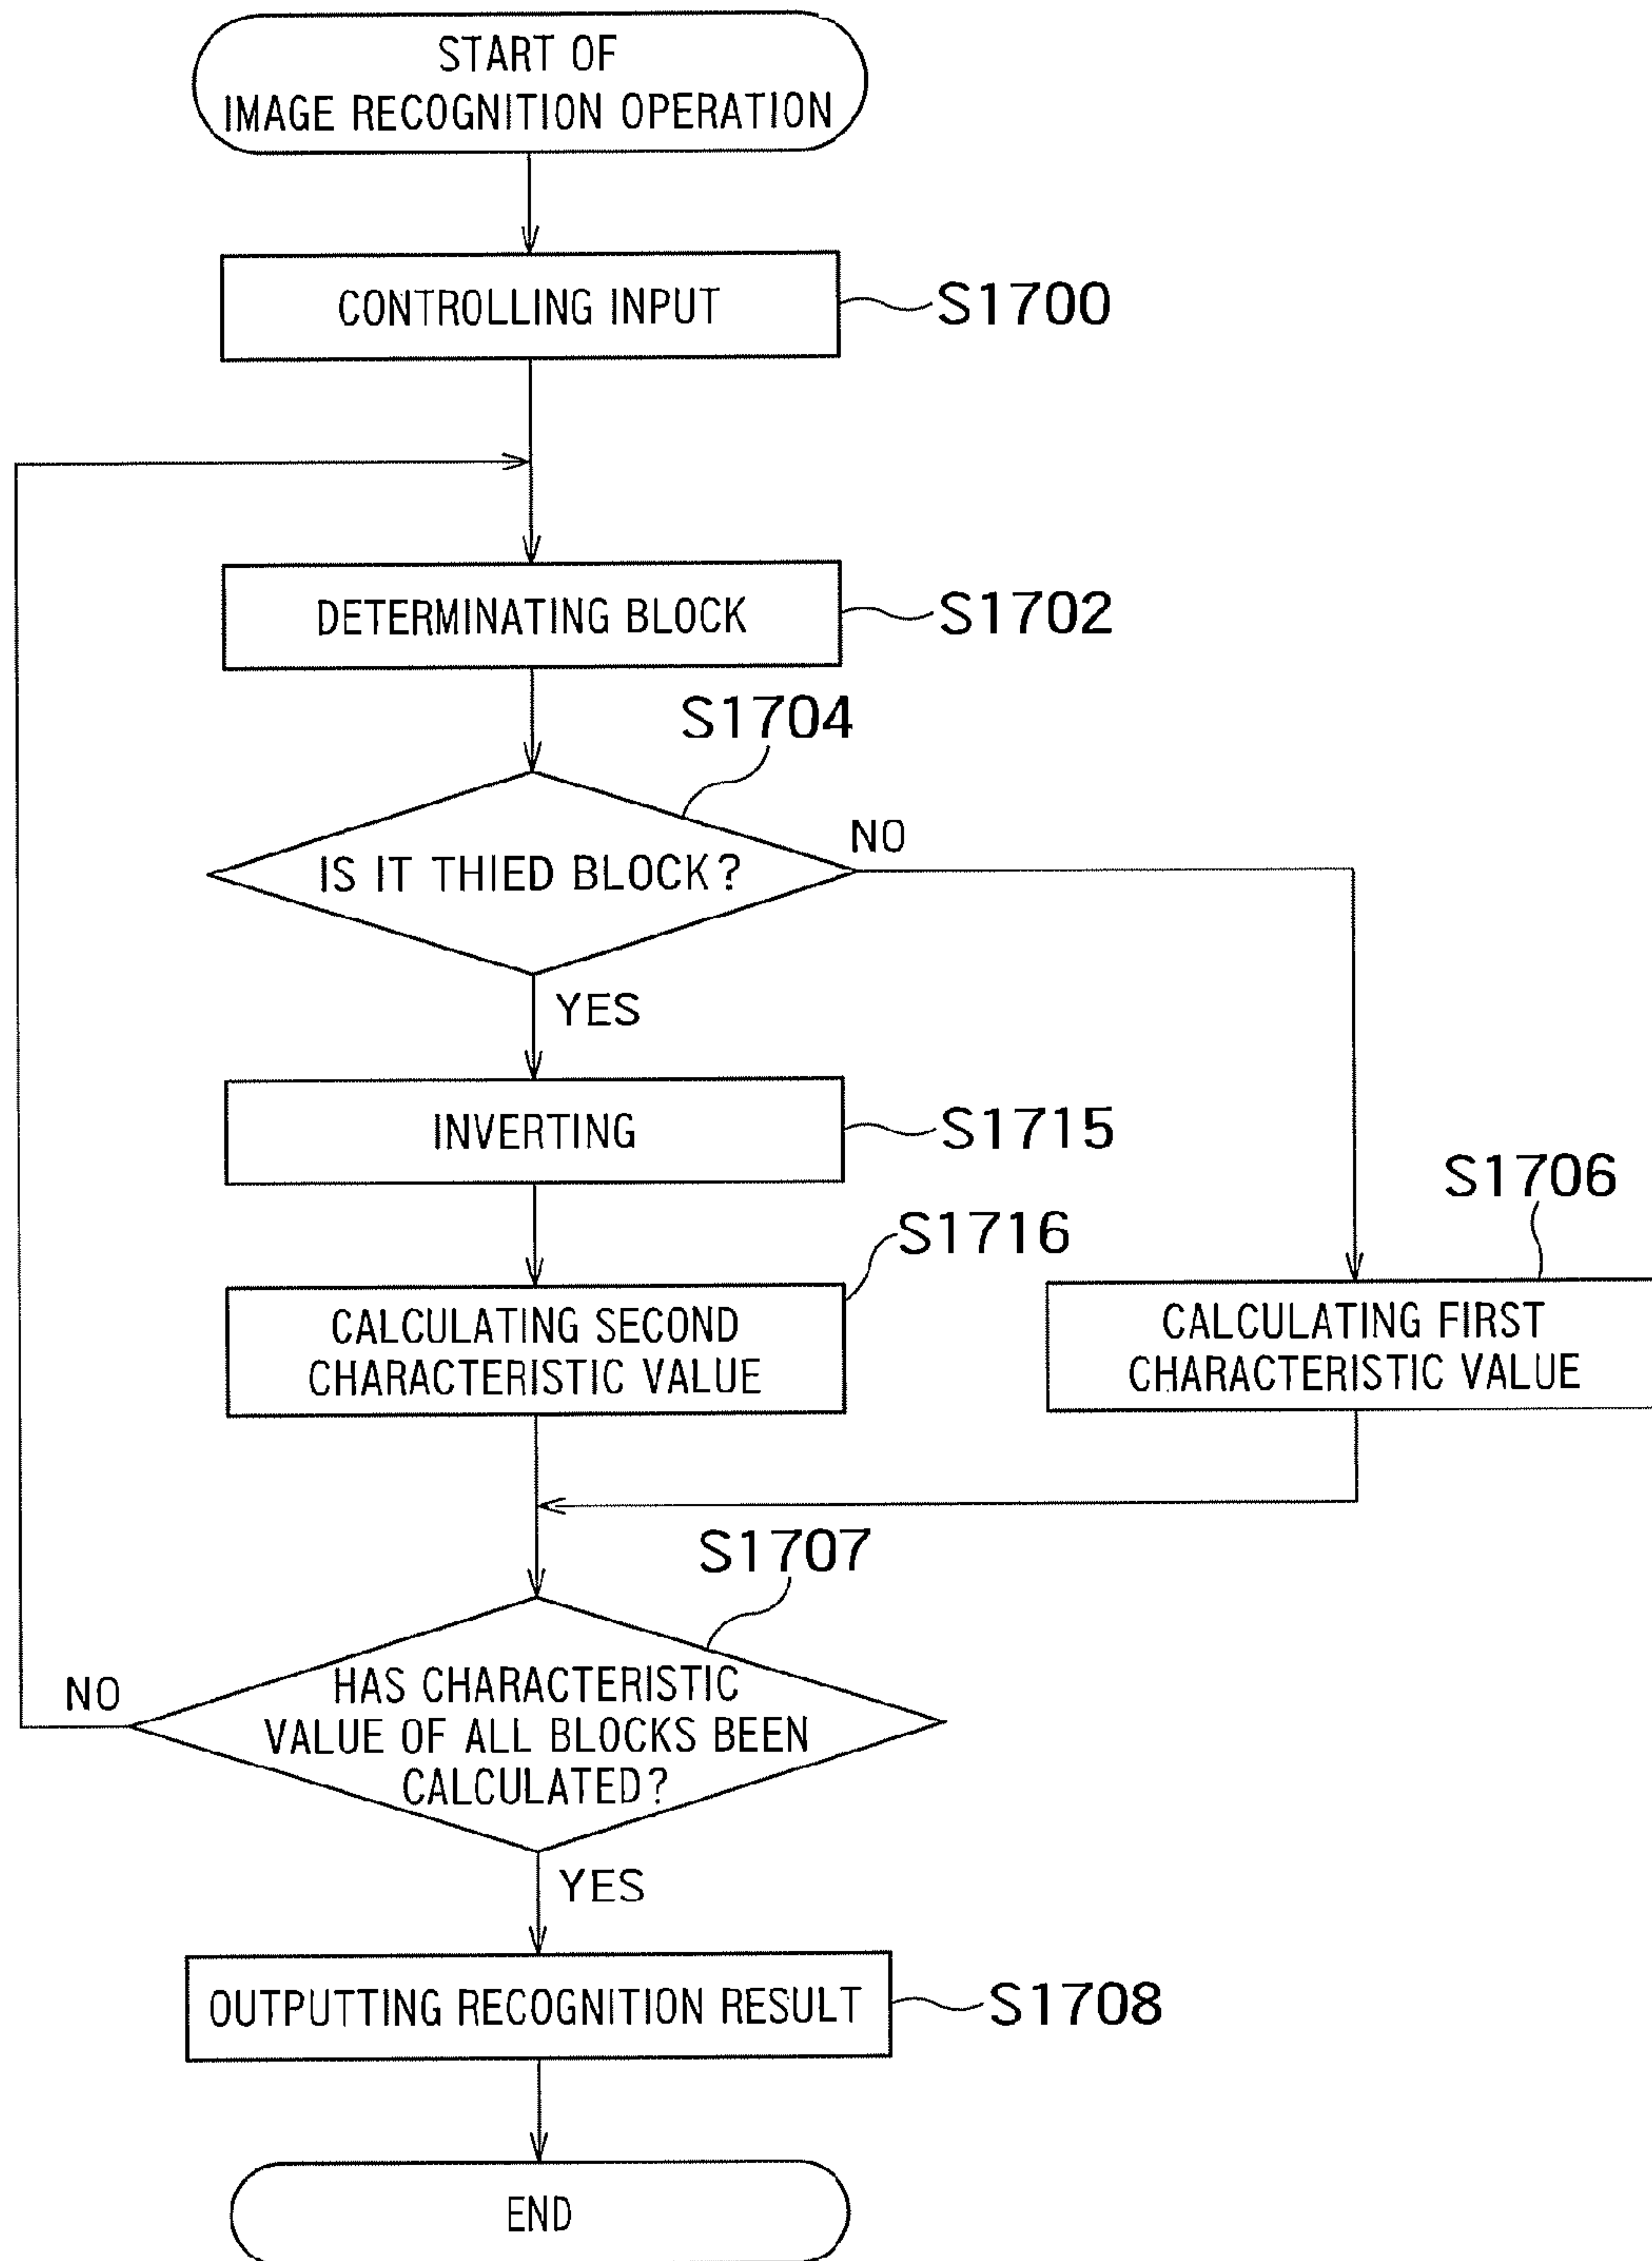 START OF
IMAGE RECOGNITION OPERATION
CONTROLLING INPUT
S1700
DETERMINATING BLOCK
S1702
S1704
IS IT THIED BLOCK?
NO
YES
INVERTING
S1715
S1706
S1716
CALCULATING SECOND
CHARACTERISTIC VALUE
CALCULATING FIRST
CHARACTERISTIC VALUE
S1707
HAS CHARACTERISTIC
VALUE OF ALL BLOCKS BEEN
CALCULATED?
NO
YES
OUTPUTTING RECOGNITION RESULT
S1708
END